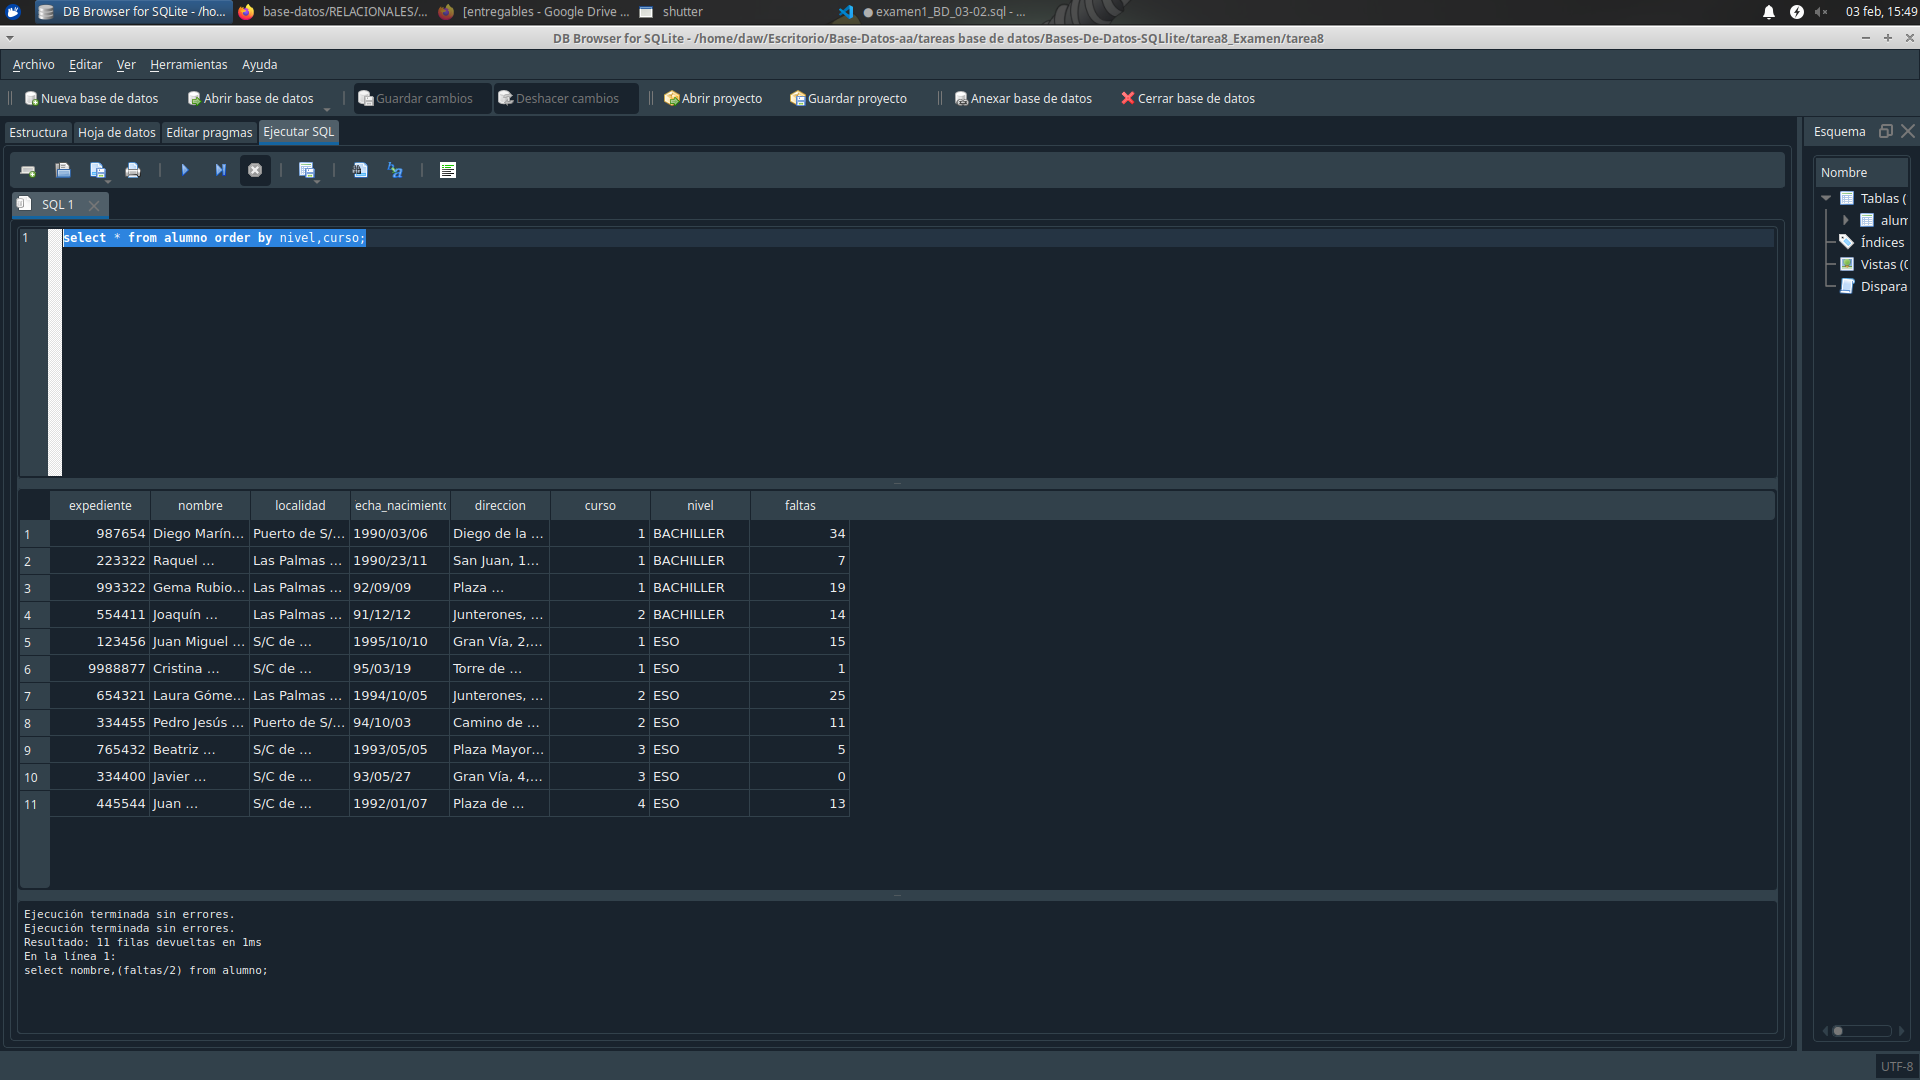 DB Browser for SQLite - /ho... base-datos/RELACIONALES/... [entregables - Google Drive ... shutter ● examen1_BD_03-02.sql - ... 03 feb, 15:49
DB Browser for SQLite - /home/daw/Escritorio/Base-Datos-aa/tareas base de datos/Bases-De-Datos-SQLlite/tarea8_Examen/tarea8
Archivo Editar Ver Herramientas Ayuda
Nueva base de datos Abrir base de datos Guardar cambios Deshacer cambios Abrir proyecto Guardar proyecto Anexar base de datos Cerrar base de datos
Estructura Hoja de datos Editar pragmas Ejecutar SQL
SQL 1
1 select * from alumno order by nivel,curso;
expediente nombre localidad echa_nacimiento direccion curso nivel faltas
1 987654 Diego Marín... Puerto de S/... 1990/03/06 Diego de la ... 1 BACHILLER 34
2 223322 Raquel ... Las Palmas ... 1990/23/11 San Juan, 1... 1 BACHILLER 7
3 993322 Gema Rubio... Las Palmas ... 92/09/09 Plaza ... 1 BACHILLER 19
4 554411 Joaquín ... Las Palmas ... 91/12/12 Junterones, ... 2 BACHILLER 14
5 123456 Juan Miguel ... S/C de ... 1995/10/10 Gran Vía, 2,... 1 ESO 15
6 9988877 Cristina ... S/C de ... 95/03/19 Torre de ... 1 ESO 1
7 654321 Laura Góme... Las Palmas ... 1994/10/05 Junterones, ... 2 ESO 25
8 334455 Pedro Jesús ... Puerto de S/... 94/10/03 Camino de ... 2 ESO 11
9 765432 Beatriz ... S/C de ... 1993/05/05 Plaza Mayor... 3 ESO 5
10 334400 Javier ... S/C de ... 93/05/27 Gran Vía, 4,... 3 ESO 0
11 445544 Juan ... S/C de ... 1992/01/07 Plaza de ... 4 ESO 13
Ejecución terminada sin errores.
Ejecución terminada sin errores.
Resultado: 11 filas devueltas en 1ms
En la línea 1:
select nombre,(faltas/2) from alumno;
Esquema
Nombre
Tablas (
alum
Índices
Vistas (0
Dispara
UTF-8